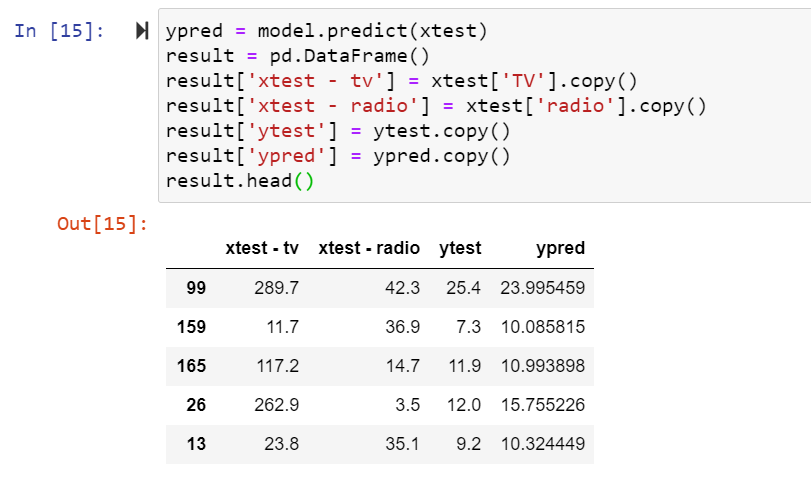 In [15]: ypred = model.predict(xtest)
result = pd.DataFrame()
result['xtest - tv'] = xtest['TV'].copy()
result['xtest - radio'] = xtest['radio'].copy()
result['ytest'] = ytest.copy()
result['ypred'] = ypred.copy()
result.head()
Out[15]:
xtest - tv xtest - radio ytest ypred
99 289.7 42.3 25.4 23.995459
159 11.7 36.9 7.3 10.085815
165 117.2 14.7 11.9 10.993898
26 262.9 3.5 12.0 15.755226
13 23.8 35.1 9.2 10.324449